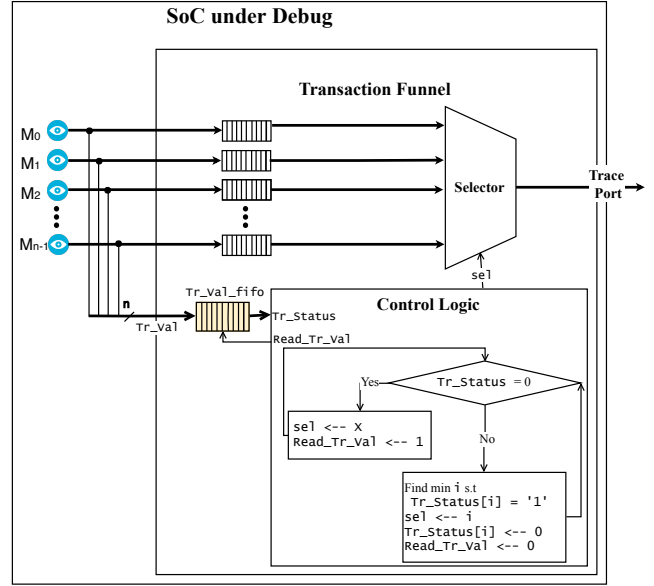 SoC under Debug
Transaction Funnel
M0
M1
M2
Mn-1
Selector
Trace
Port
sel
n
Tr_Val
Tr_Val_fifo
Tr_Status
Read_Tr_Val
Control Logic
Tr_Status = 0
Yes
No
sel <-- X
Read_Tr_Val <-- 1
Find min i s.t
Tr_Status[i] = '1'
sel <-- i
Tr_Status[i] <-- 0
Read_Tr_Val <-- 0